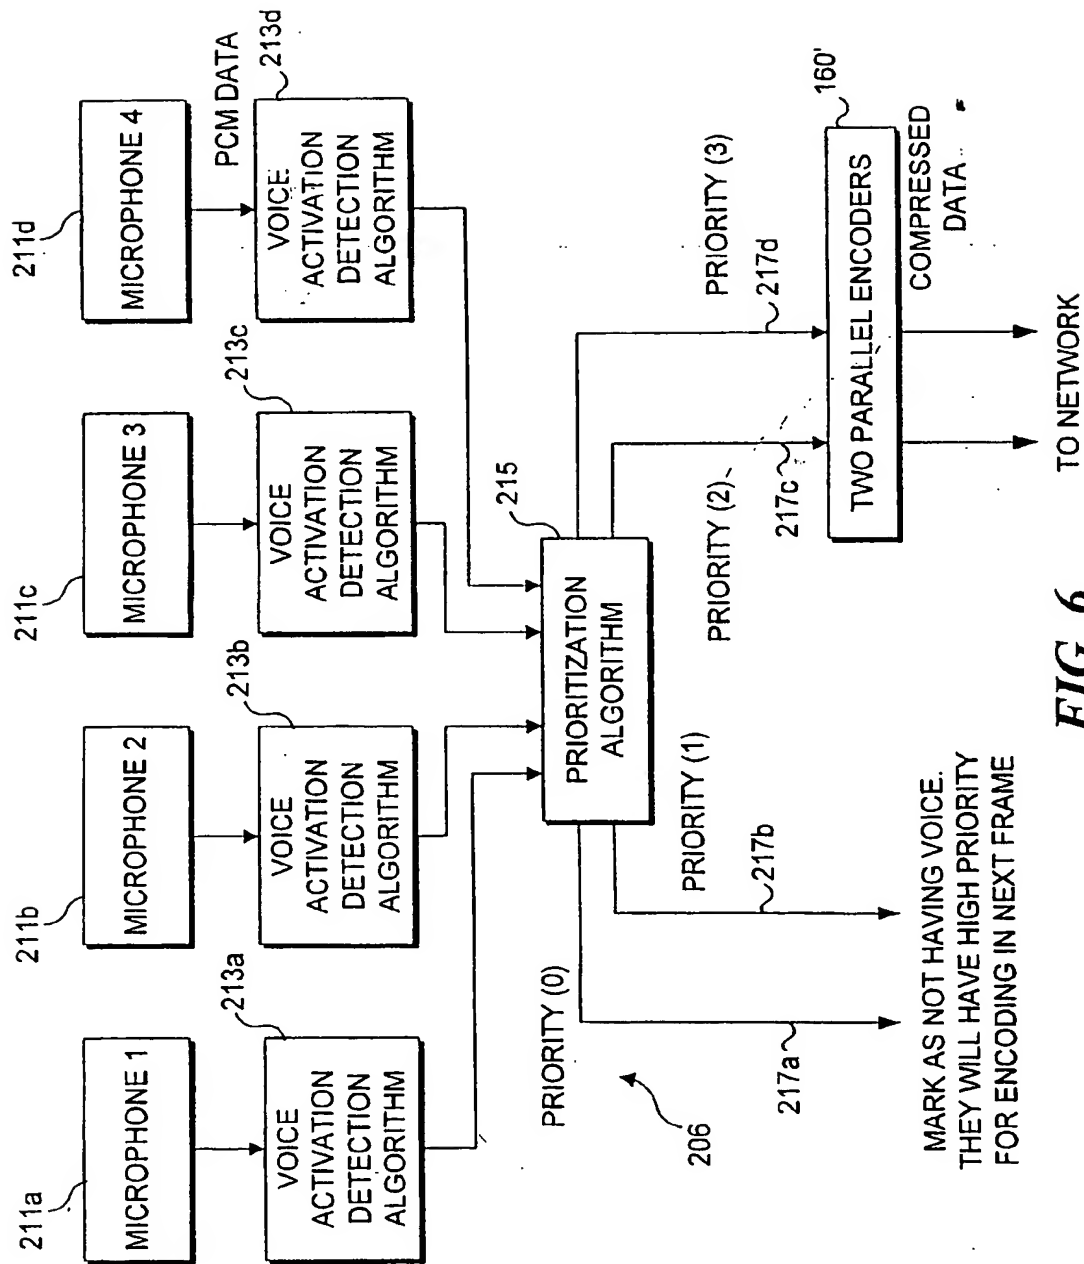 211a
MICROPHONE 1
211b
MICROPHONE 2
211c
MICROPHONE 3
211d
MICROPHONE 4
PCM DATA
213a
VOICE
ACTIVATION
DETECTION
ALGORITHM
213b
VOICE
ACTIVATION
DETECTION
ALGORITHM
213c
VOICE
ACTIVATION
DETECTION
ALGORITHM
213d
VOICE
ACTIVATION
DETECTION
ALGORITHM
215
PRIORITIZATION
ALGORITHM
PRIORITY (0)
217a
PRIORITY (1)
217b
PRIORITY (2)
217c
PRIORITY (3)
217d
206
160'
TWO PARALLEL ENCODERS
COMPRESSED
DATA
MARK AS NOT HAVING VOICE.
THEY WILL HAVE HIGH PRIORITY
FOR ENCODING IN NEXT FRAME
TO NETWORK
FIG. 6